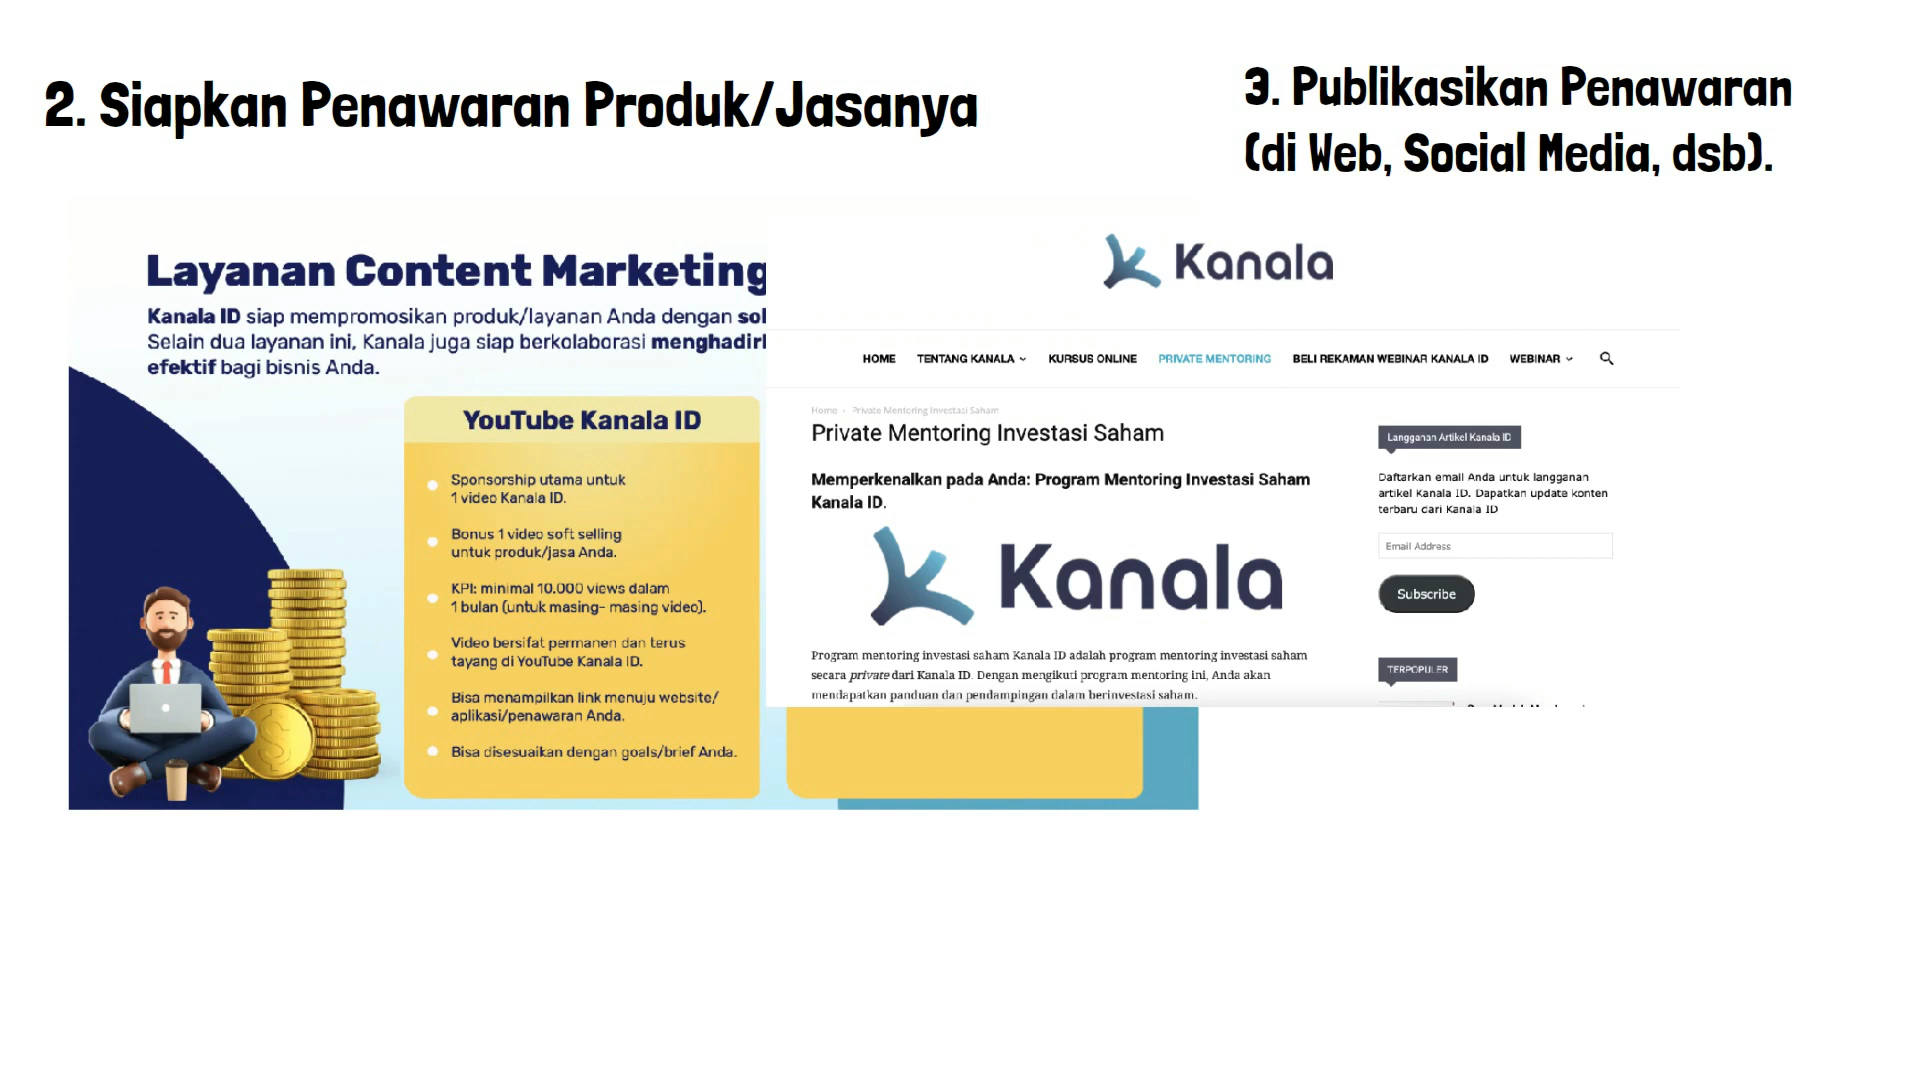 2. Siapkan Penawaran Produk/Jasanya
3. Publikasikan Penawaran
(di Web, Social Media, dsb).
Layanan Content Marketing
Kanala ID siap mempromosikan produk/layanan Anda dengan
Selain dua layanan ini, Kanala juga siap berkolaborasi
efektif bagi bisnis Anda.
YouTube Kanala ID
Sponsorship utama untuk
1 video Kanala ID.
Bonus 1 video soft selling
untuk produk/jasa Anda.
KPI: minimal 10.000 views dalam
1 bulan (untuk masing- masing video).
Video bersifat permanen dan terus
tayang di YouTube Kanala ID.
Bisa menampilkan link menuju website/
aplikasi/penawaran Anda.
Bisa disesuaikan dengan goals/brief Anda.
Kanala
HOME TENTANG KANALA KURSUS ONLINE PRIVATE MENTORING BELI REKAMAN WEBINAR KANALA ID WEBINAR
Home › Private Mentoring Investasi Saham
Private Mentoring Investasi Saham
Memperkenalkan pada Anda: Program Mentoring Investasi Saham
Kanala ID.
Kanala
Program mentoring investasi saham Kanala ID adalah program mentoring investasi saham
secara private dari Kanala ID. Dengan mengikuti program mentoring ini, Anda akan
mendapatkan panduan dan pendampingan dalam berinvestasi saham.
Langganan Artikel Kanala ID
Daftarkan email Anda untuk langganan
artikel Kanala ID. Dapatkan update konten
terbaru dari Kanala ID
Email Address
Subscribe
TERPOPULER